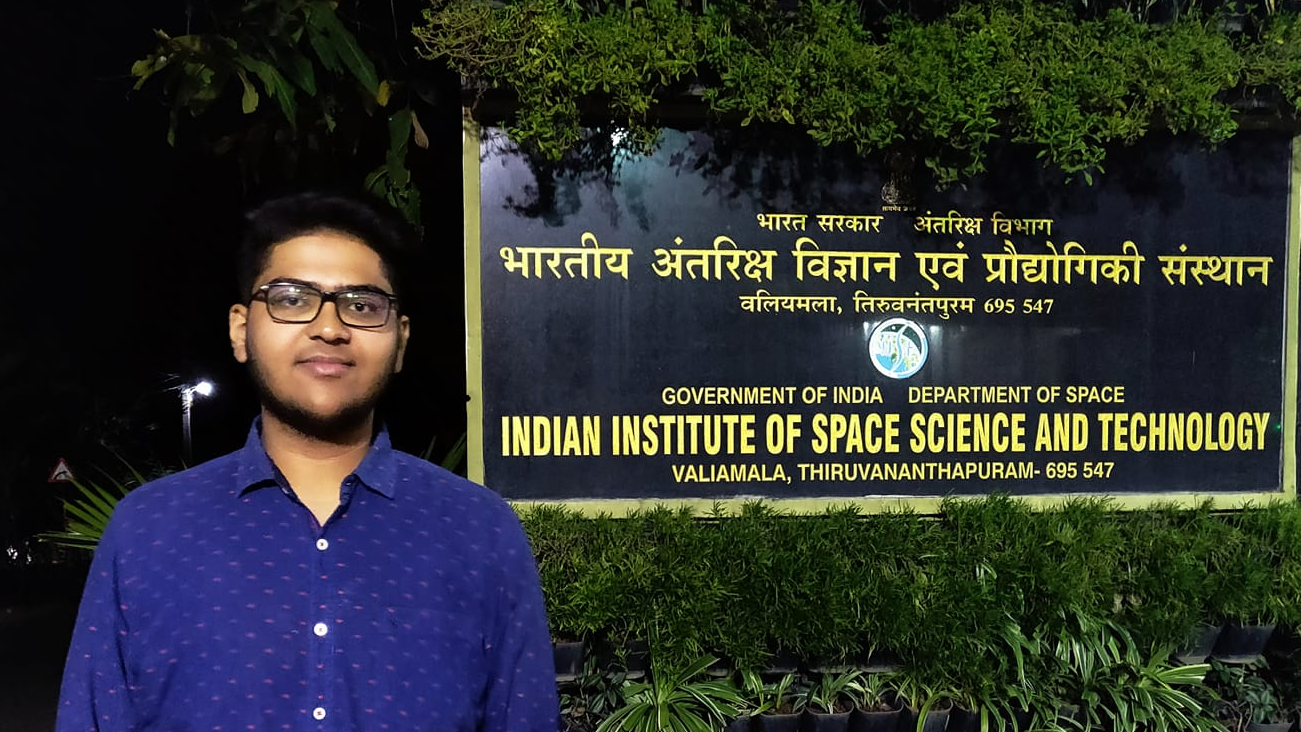 भारत सरकार अंतरिक्ष विभाग
भारतीय अंतरिक्ष विज्ञान एवं प्रौद्योगिकी संस्थान
वलियमला, तिरुवनंतपुरम 695 547
GOVERNMENT OF INDIA DEPARTMENT OF SPACE
INDIAN INSTITUTE OF SPACE SCIENCE AND TECHNOLOGY
VALIAMALA, THIRUVANANTHAPURAM- 695 547